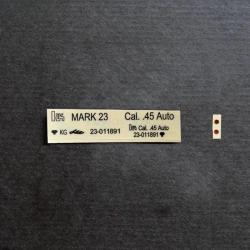 MARK 23 Cal. .45 Auto
KG 23-011891 Cal. .45 Auto
23-011891